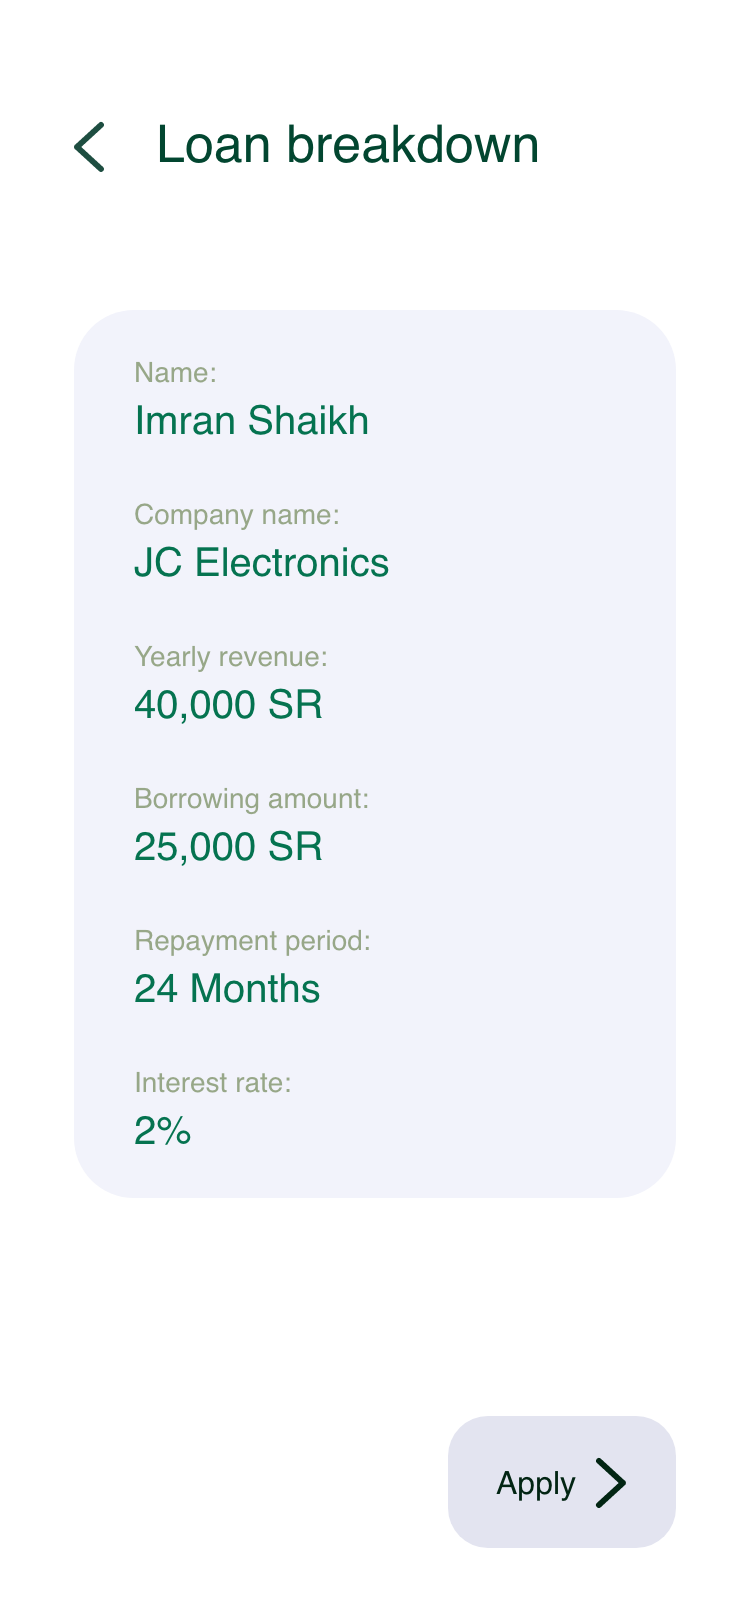 Loan breakdown
Name:
Imran Shaikh
Company name:
JC Electronics
Yearly revenue:
40,000 SR
Borrowing amount:
25,000 SR
Repayment period:
24 Months
Interest rate:
2%
Apply